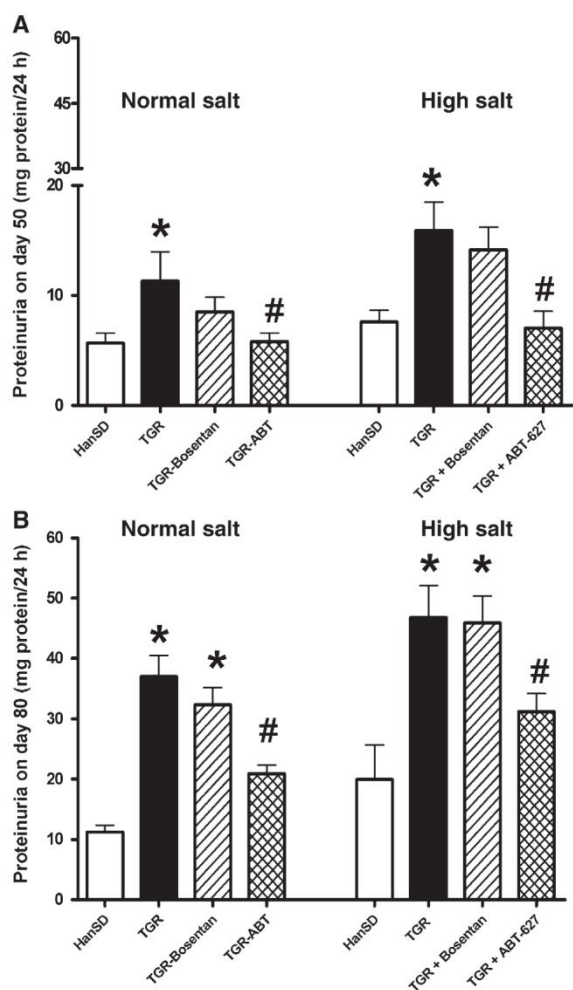 A
Proteinuria on day 50 (mg protein/24 h)
60
45
30
20
10
0
Normal salt
High salt
*
#
*
#
HanSD
TGR
TGR-Bosentan
TGR-ABT
HanSD
TGR
TGR + Bosentan
TGR + ABT-627
B
Proteinuria on day 80 (mg protein/24 h)
60
50
40
30
20
10
0
Normal salt
High salt
*
*
#
*
*
#
HanSD
TGR
TGR-Bosentan
TGR-ABT
HanSD
TGR
TGR + Bosentan
TGR + ABT-627